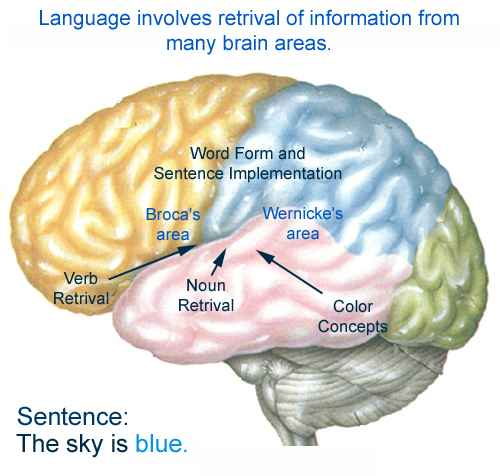 Language involves retrival of information from
many brain areas.
Word Form and
Sentence Implementation
Broca's
area
Wernicke's
area
Verb
Retrival
Noun
Retrival
Color
Concepts
Sentence:
The sky is blue.